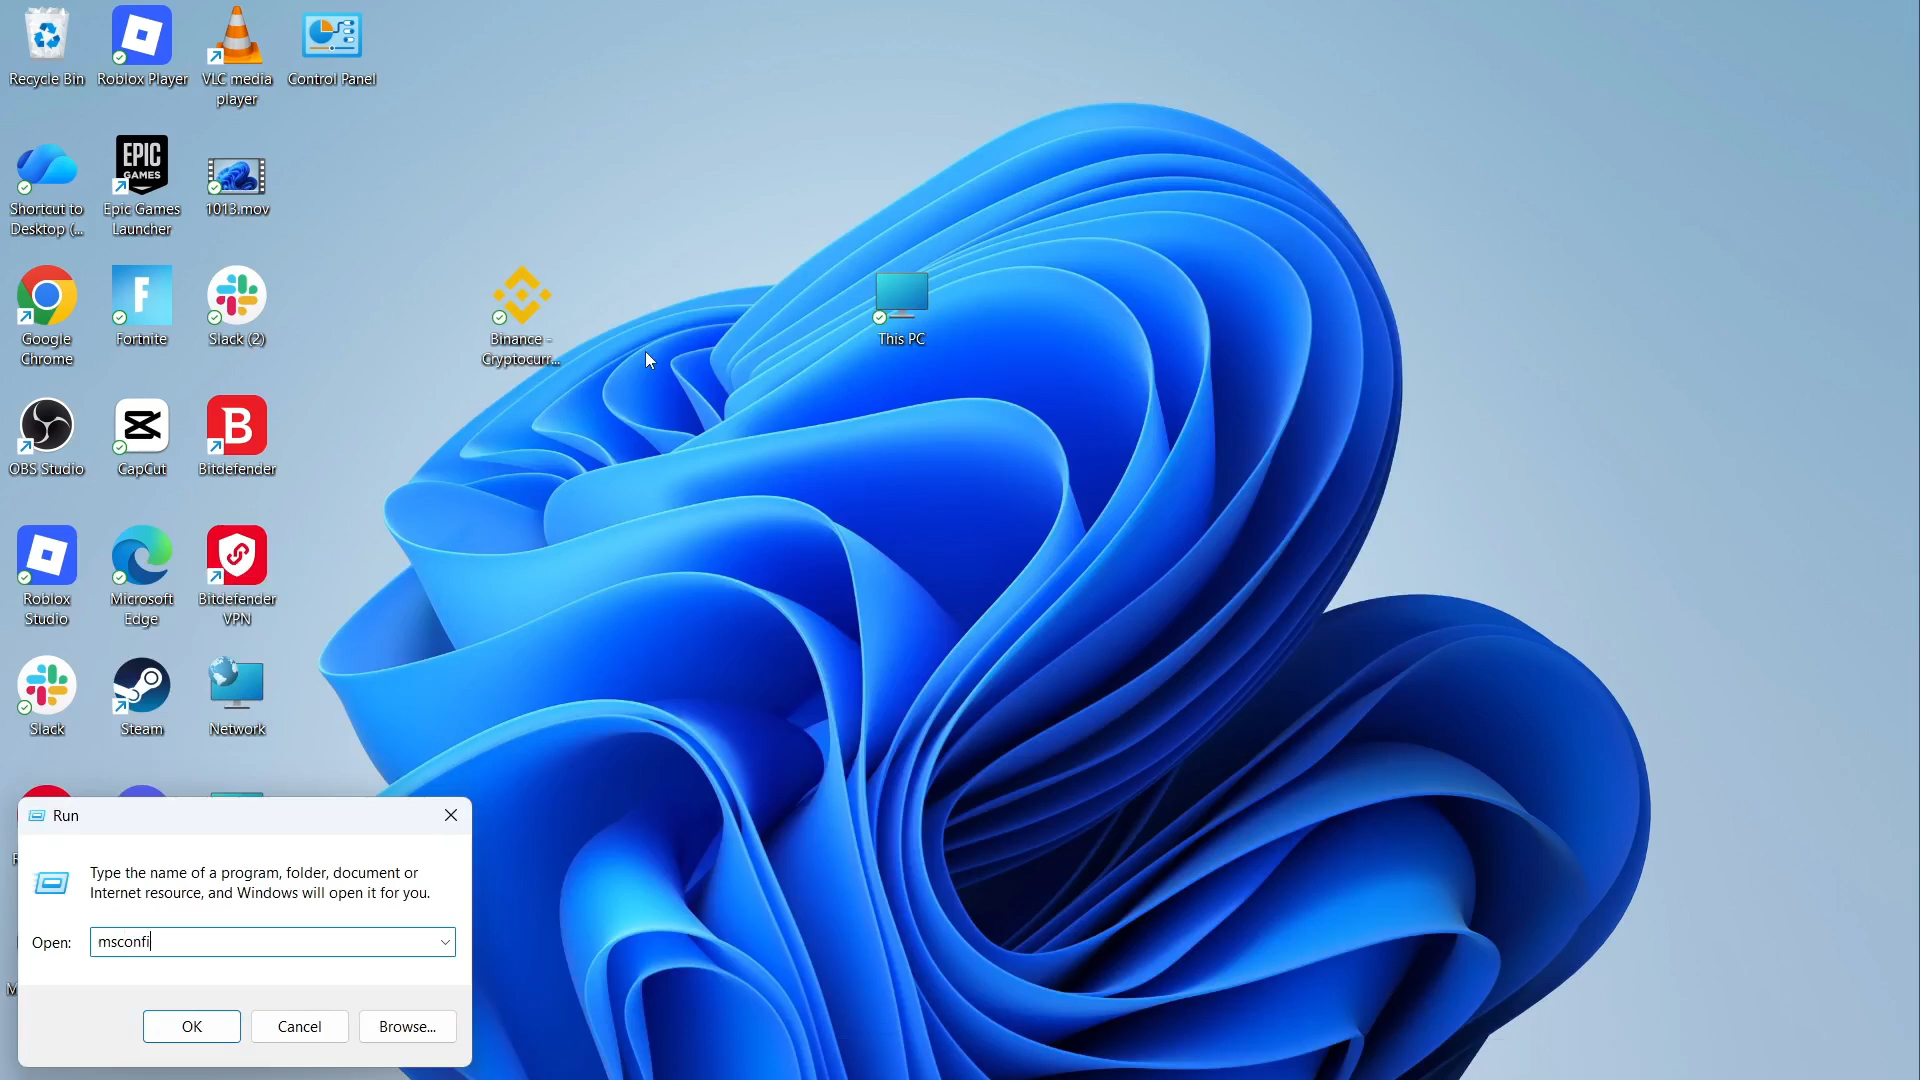 Recycle Bin
Roblox Player
VLC media
player
Control Panel
EPIC
GAMES
Shortcut to
Desktop (...
Epic Games
Launcher
1013.mov
Google
Chrome
F
Fortnite
Slack (2)
Binance -
Cryptocurr...
This PC
OBS Studio
CapCut
B
Bitdefender
Roblox
Studio
Microsoft
Edge
Bitdefender
VPN
Slack
Steam
Network
Run
Type the name of a program, folder, document or
Internet resource, and Windows will open it for you.
Open:
msconfi
OK
Cancel
Browse...